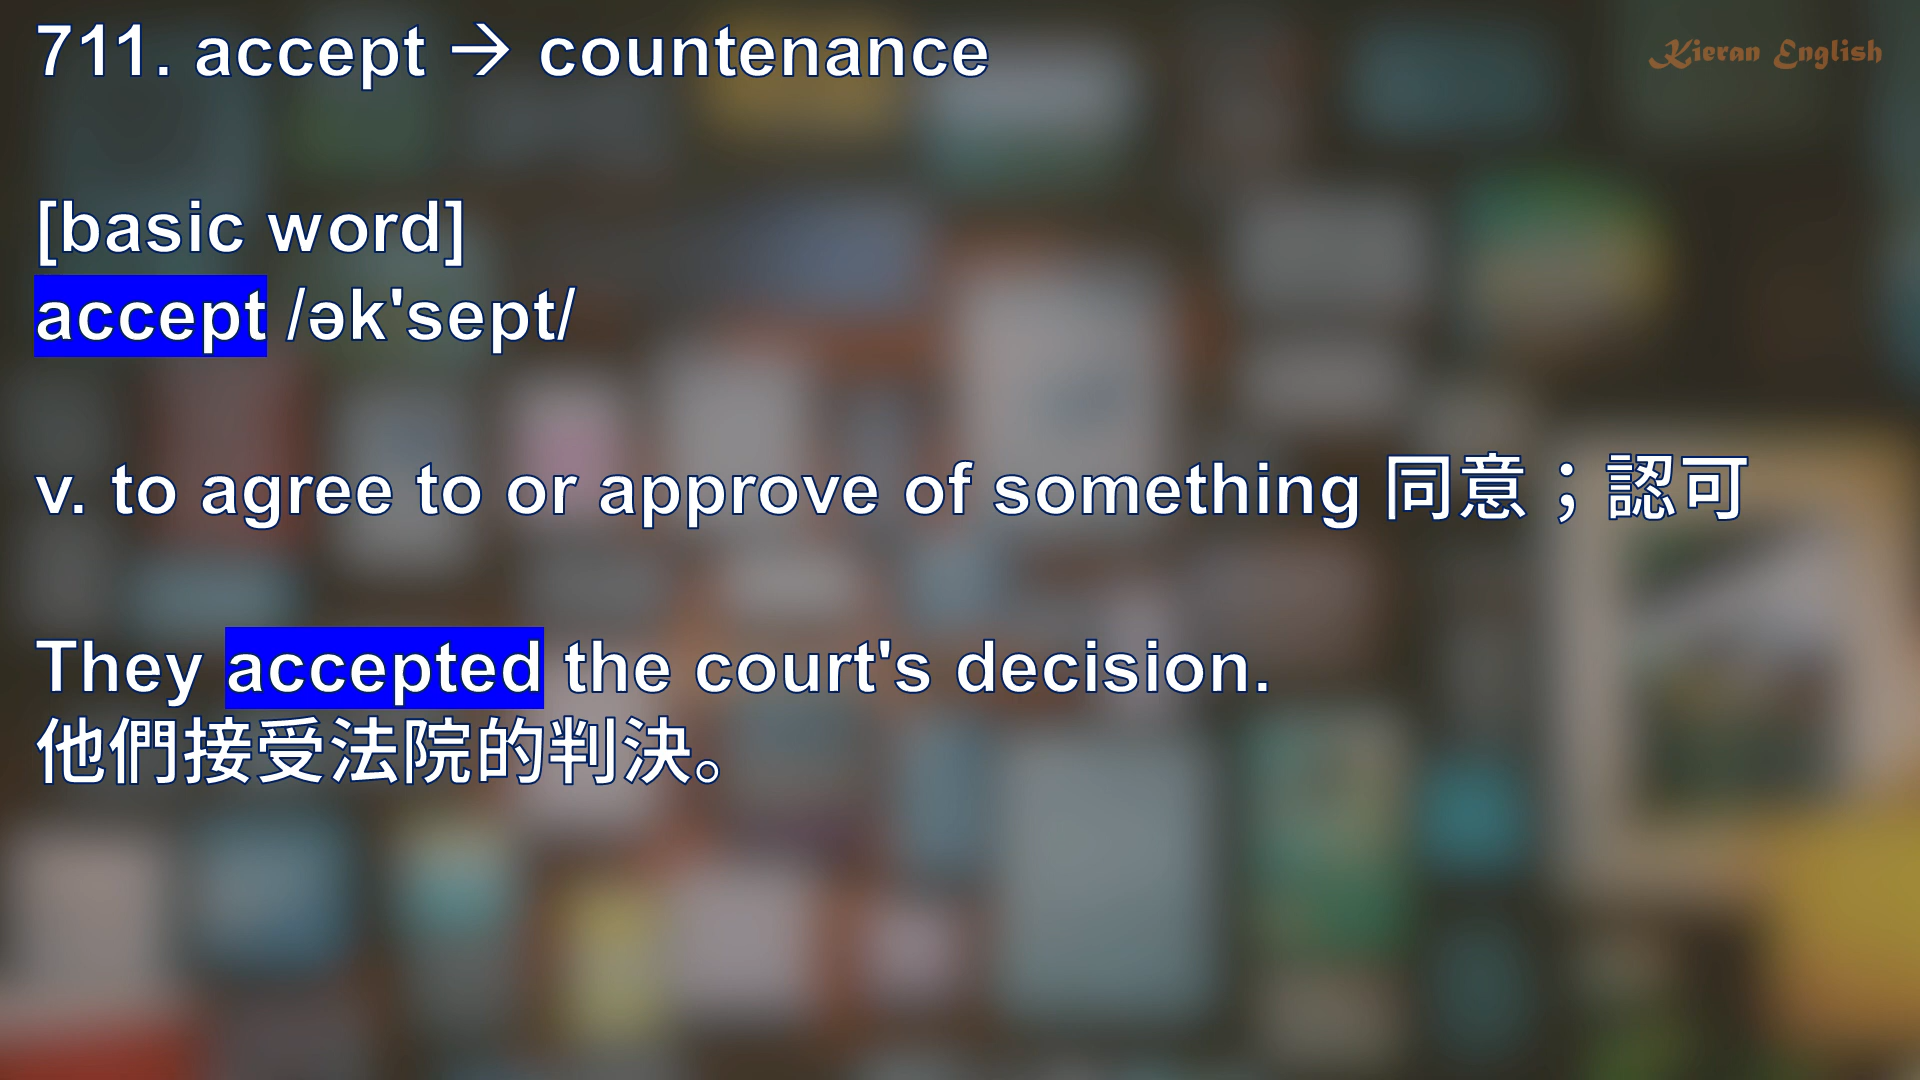 711. accept → countenance
Kieran English
[basic word]
accept /ək'sept/
v. to agree to or approve of something 同意；認可
They accepted the court's decision.
他們接受法院的判決。